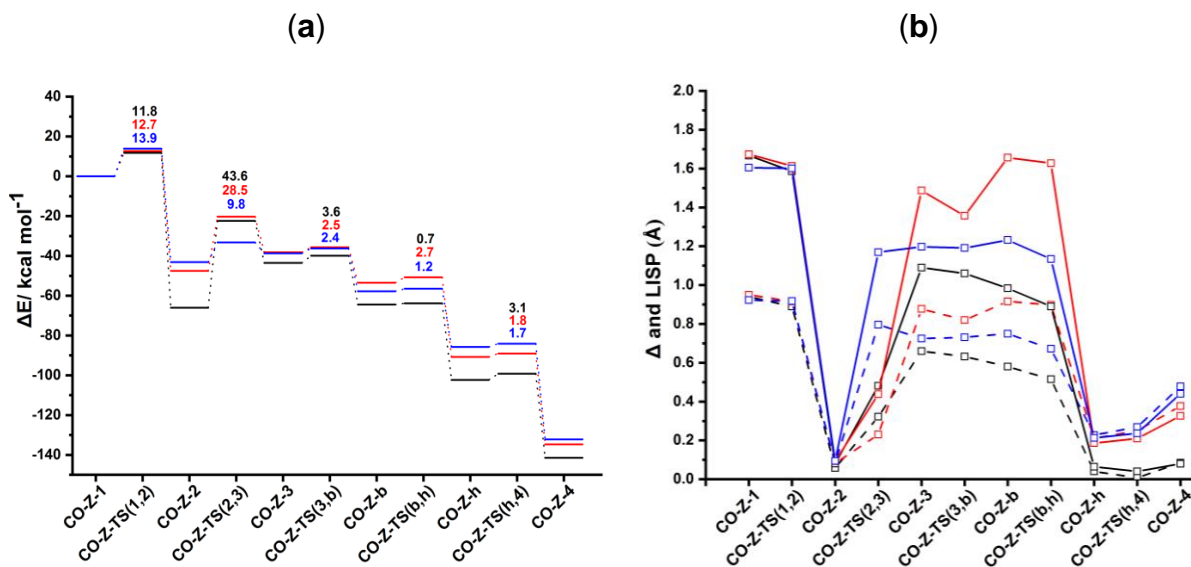 (a)
40
20
0
-20
-40
-60
-80
-100
-120
-140
ΔE/ kcal mol-1
11.8
12.7
13.9
43.6
28.5
9.8
3.6
2.5
2.4
0.7
2.7
1.2
3.1
1.8
1.7
CO-Z-1
CO-Z-TS(1,2)
CO-Z-2
CO-Z-TS(2,3)
CO-Z-3
CO-Z-TS(3,b)
CO-Z-b
CO-Z-TS(b,h)
CO-Z-h
CO-Z-TS(h,4)
CO-Z-4
(b)
2.0
1.8
1.6
1.4
1.2
1.0
0.8
0.6
0.4
0.2
0.0
Δ and LISP (Å)
CO-Z-1
CO-Z-TS(1,2)
CO-Z-2
CO-Z-TS(2,3)
CO-Z-3
CO-Z-TS(3,b)
CO-Z-b
CO-Z-TS(b,h)
CO-Z-h
CO-Z-TS(h,4)
CO-Z-4